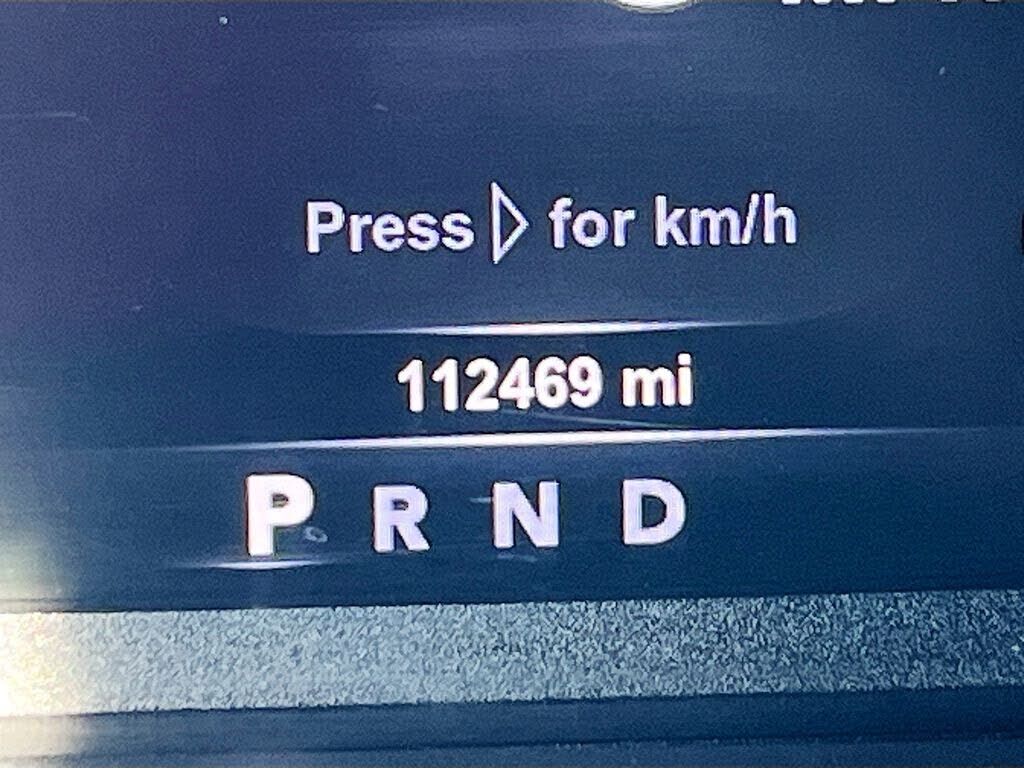 Press ▷ for km/h
112469 mi
P R N D